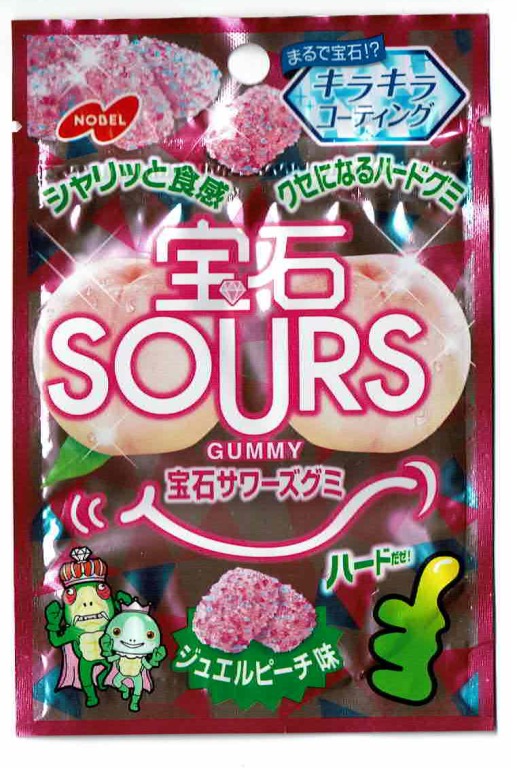 まるで宝石!?
キラキラ
コーティング
NOBEL
シャリッと食感
クセになるハードグミ
宝石
SOURS
GUMMY
宝石サワーズグミ
ハードだぜ!
ジュエルピーチ味